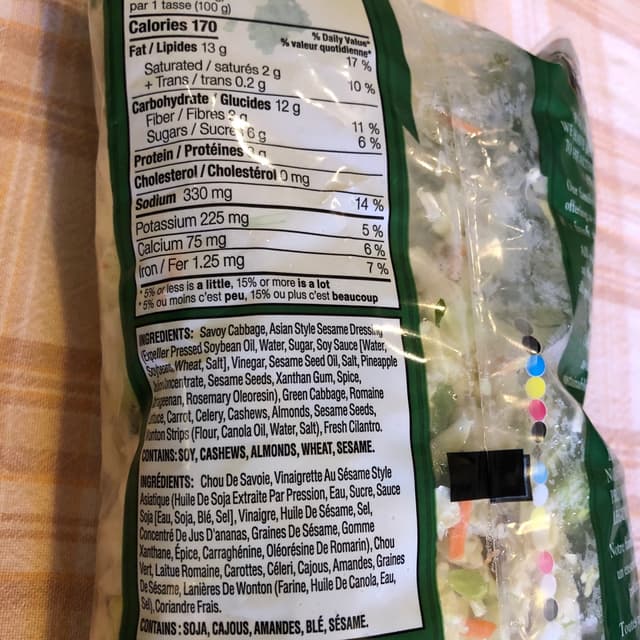 par 1 tasse (100 g)
Calories 170
% Daily Value*
% valeur quotidienne*
Fat / Lipides 13 g 17 %
Saturated / saturés 2 g
+ Trans / trans 0.2 g 10 %
Carbohydrate / Glucides 12 g
Fiber / Fibres 3 g 11 %
Sugars / Sucres 6 g 6 %
Protein / Protéines g
Cholesterol / Cholestérol 0 mg
Sodium 330 mg 14 %
Potassium 225 mg 5 %
Calcium 75 mg 6 %
Iron / Fer 1.25 mg 7 %
* 5% or less is a little, 15% or more is a lot
* 5% ou moins c'est peu, 15% ou plus c'est beaucoup
INGREDIENTS: Savoy Cabbage, Asian Style Sesame Dressing
(Expeller Pressed Soybean Oil, Water, Sugar, Soy Sauce [Water,
Soybeans, Wheat, Salt], Vinegar, Sesame Seed Oil, Salt, Pineapple
Concentrate, Sesame Seeds, Xanthan Gum, Spice,
Rosemary Oleoresin), Green Cabbage, Romaine
Lettuce, Carrot, Celery, Cashews, Almonds, Sesame Seeds,
Wonton Strips (Flour, Canola Oil, Water, Salt), Fresh Cilantro.
CONTAINS: SOY, CASHEWS, ALMONDS, WHEAT, SESAME.
INGRÉDIENTS: Chou De Savoie, Vinaigrette Au Sésame Style
Asiatique (Huile De Soja Extraite Par Pression, Eau, Sucre, Sauce
Soja [Eau, Soja, Blé, Sel], Vinaigre, Huile De Sésame, Sel,
Concentré De Jus D'ananas, Graines De Sésame, Gomme
Xanthane, Épice, Carraghénine, Oléorésine De Romarin), Chou
Vert, Laitue Romaine, Carottes, Céleri, Cajous, Amandes, Graines
De Sésame, Lanières De Wonton (Farine, Huile De Canola, Eau,
Sel), Coriandre Frais.
CONTAINS : SOJA, CAJOUS, AMANDES, BLÉ, SÉSAME.